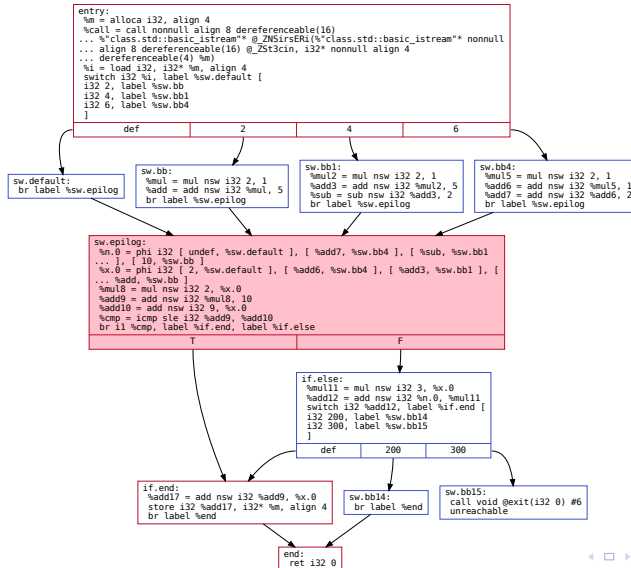 entry:
%m = alloca i32, align 4
%call = call nonnull align 8 dereferenceable(16)
... %"class.std::basic_istream"* @_ZNSirsERi(%"class.std::basic_istream"* nonnull
... align 8 dereferenceable(16) @_ZSt3cin, i32* nonnull align 4
... dereferenceable(4) %m)
%i = load i32, i32* %m, align 4
switch i32 %i, label %sw.default [
i32 2, label %sw.bb
i32 4, label %sw.bb1
i32 6, label %sw.bb4
]
def 2 4 6
sw.default:
br label %sw.epilog
sw.bb:
%mul = mul nsw i32 2, 1
%add = add nsw i32 %mul, 5
br label %sw.epilog
sw.bb1:
%mul2 = mul nsw i32 2, 1
%add3 = add nsw i32 %mul2, 5
%sub = sub nsw i32 %add3, 2
br label %sw.epilog
sw.bb4:
%mul5 = mul nsw i32 2, 1
%add6 = add nsw i32 %mul5, 1
%add7 = add nsw i32 %add6, 2
br label %sw.epilog
sw.epilog:
%n.0 = phi i32 [ undef, %sw.default ], [ %add7, %sw.bb4 ], [ %sub, %sw.bb1
... ], [ 10, %sw.bb ]
%x.0 = phi i32 [ 2, %sw.default ], [ %add6, %sw.bb4 ], [ %add3, %sw.bb1 ], [
... %add, %sw.bb ]
%mul8 = mul nsw i32 2, %x.0
%add9 = add nsw i32 %mul8, 10
%add10 = add nsw i32 9, %x.0
%cmp = icmp sle i32 %add9, %add10
br i1 %cmp, label %if.end, label %if.else
T F
if.else:
%mul11 = mul nsw i32 3, %x.0
%add12 = add nsw i32 %n.0, %mul11
switch i32 %add12, label %if.end [
i32 200, label %sw.bb14
i32 300, label %sw.bb15
]
def 200 300
if.end:
%add17 = add nsw i32 %add9, %x.0
store i32 %add17, i32* %m, align 4
br label %end
sw.bb14:
br label %end
sw.bb15:
call void @exit(i32 0) #6
unreachable
end:
ret i32 0